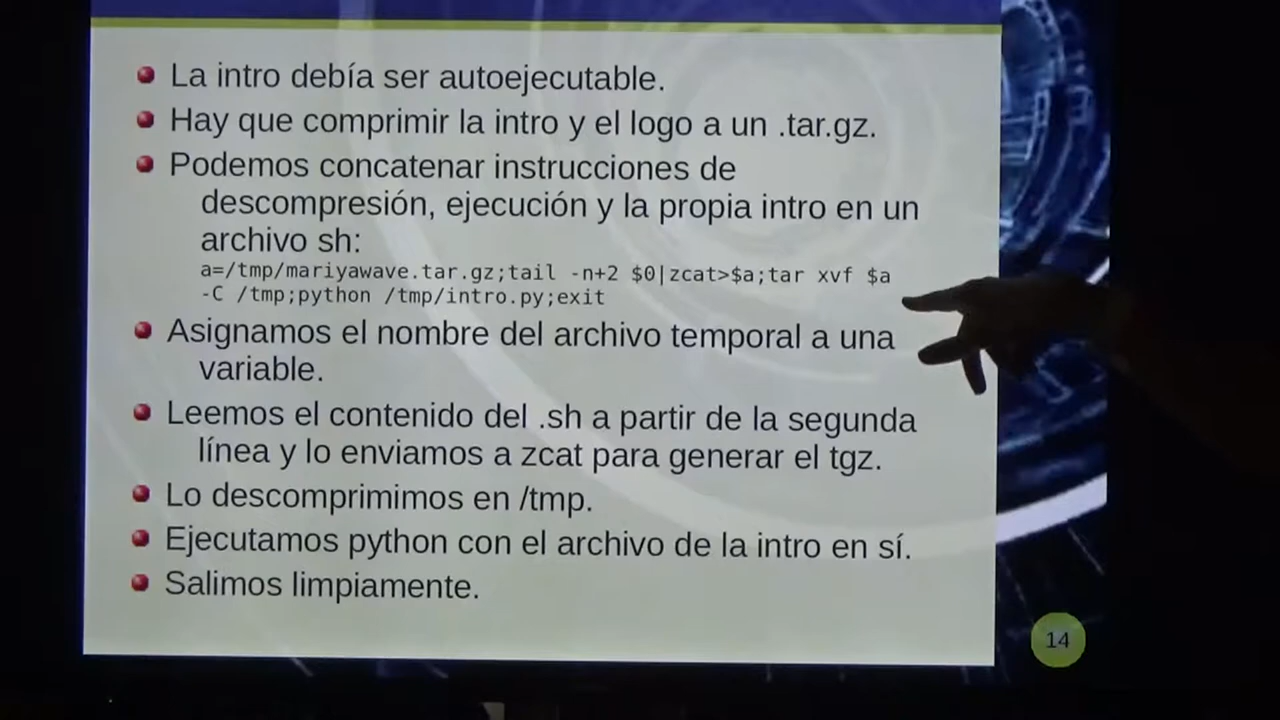 La intro debía ser autoejecutable.
Hay que comprimir la intro y el logo a un .tar.gz.
Podemos concatenar instrucciones de
descompresión, ejecución y la propia intro en un
archivo sh:
a=/tmp/mariyawave.tar.gz;tail -n+2 $0|zcat>$a;tar xvf $a
-C /tmp;python /tmp/intro.py;exit
Asignamos el nombre del archivo temporal a una
variable.
Leemos el contenido del .sh a partir de la segunda
línea y lo enviamos a zcat para generar el tgz.
Lo descomprimimos en /tmp.
Ejecutamos python con el archivo de la intro en sí.
Salimos limpiamente.
14